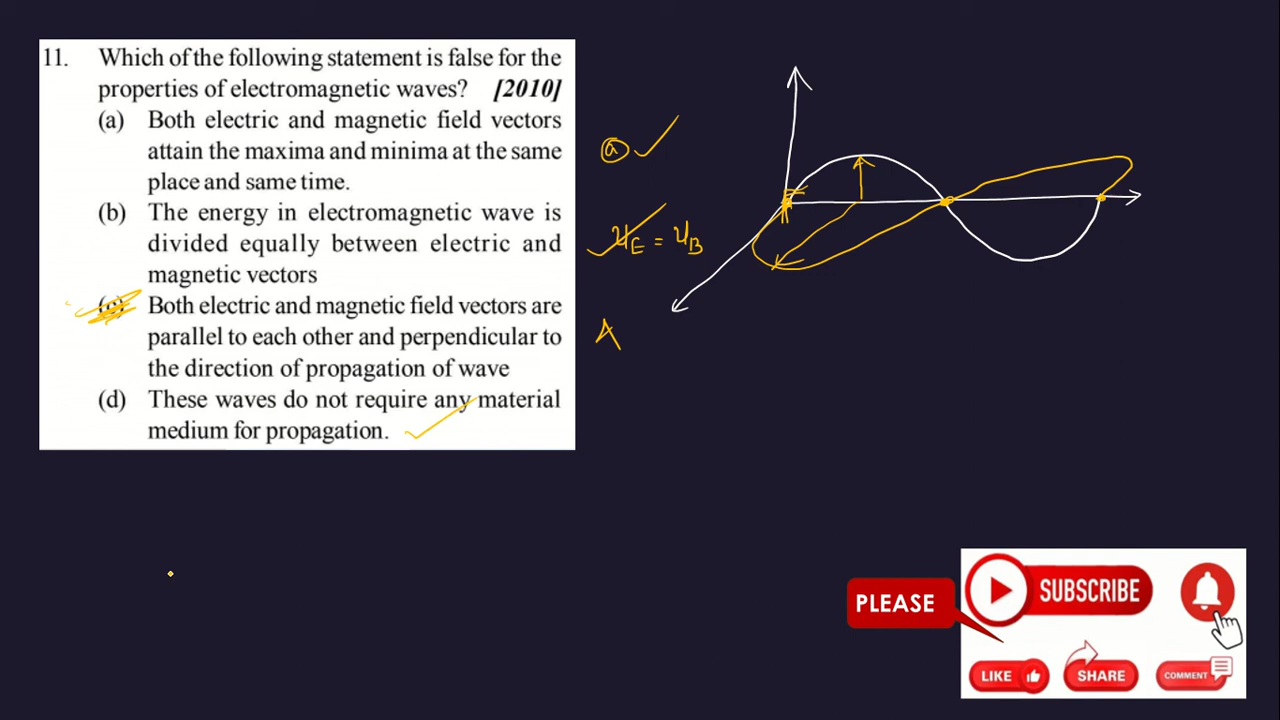 11. Which of the following statement is false for the
properties of electromagnetic waves? [2010]
(a) Both electric and magnetic field vectors
attain the maxima and minima at the same
place and same time.
(b) The energy in electromagnetic wave is
divided equally between electric and
magnetic vectors
(c) Both electric and magnetic field vectors are
parallel to each other and perpendicular to
the direction of propagation of wave
(d) These waves do not require any material
medium for propagation.
a
u_E = u_B
A
PLEASE
SUBSCRIBE
LIKE
SHARE
COMMENT